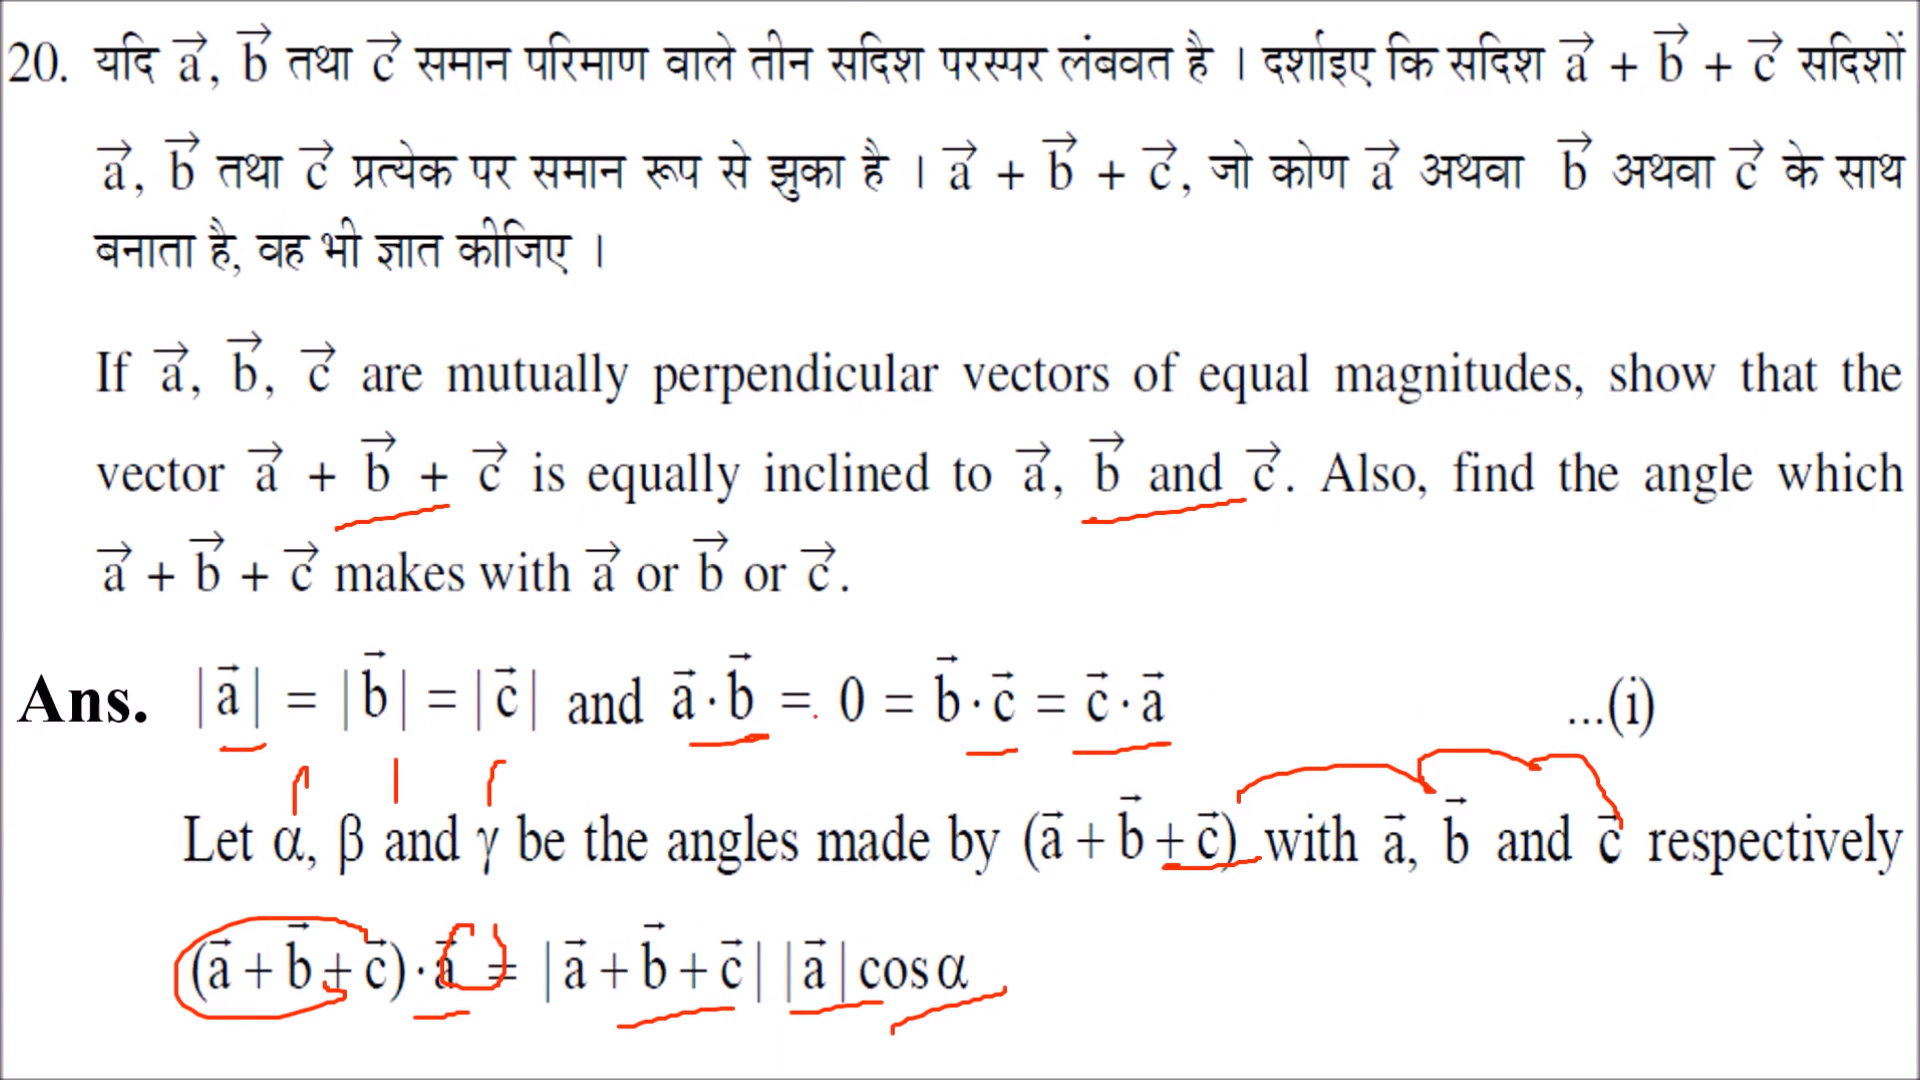 20. यदि a⃗, b⃗ तथा c⃗ समान परिमाण वाले तीन सदिश परस्पर लंबवत है । दर्शाइए कि सदिश a⃗ + b⃗ + c⃗ सदिशों
a⃗, b⃗ तथा c⃗ प्रत्येक पर समान रूप से झुका है । a⃗ + b⃗ + c⃗, जो कोण a⃗ अथवा b⃗ अथवा c⃗ के साथ
बनाता है, वह भी ज्ञात कीजिए ।
If a⃗, b⃗, c⃗ are mutually perpendicular vectors of equal magnitudes, show that the
vector a⃗ + b⃗ + c⃗ is equally inclined to a⃗, b⃗ and c⃗. Also, find the angle which
a⃗ + b⃗ + c⃗ makes with a⃗ or b⃗ or c⃗.
Ans. |a⃗| = |b⃗| = |c⃗| and a⃗ · b⃗ = 0 = b⃗ · c⃗ = c⃗ · a⃗ ...(i)
Let α, β and γ be the angles made by (a⃗ + b⃗ + c⃗) with a⃗, b⃗ and c⃗ respectively
(a⃗ + b⃗ + c⃗) · a⃗ = |a⃗ + b⃗ + c⃗| |a⃗| cos α